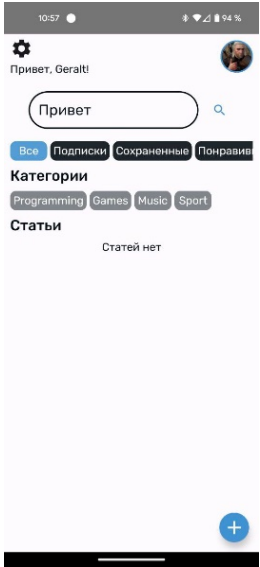 10:57 94 %
Привет, Geralt!
Привет
Все Подписки Сохраненные Понравив
Категории
Programming Games Music Sport
Статьи
Статей нет